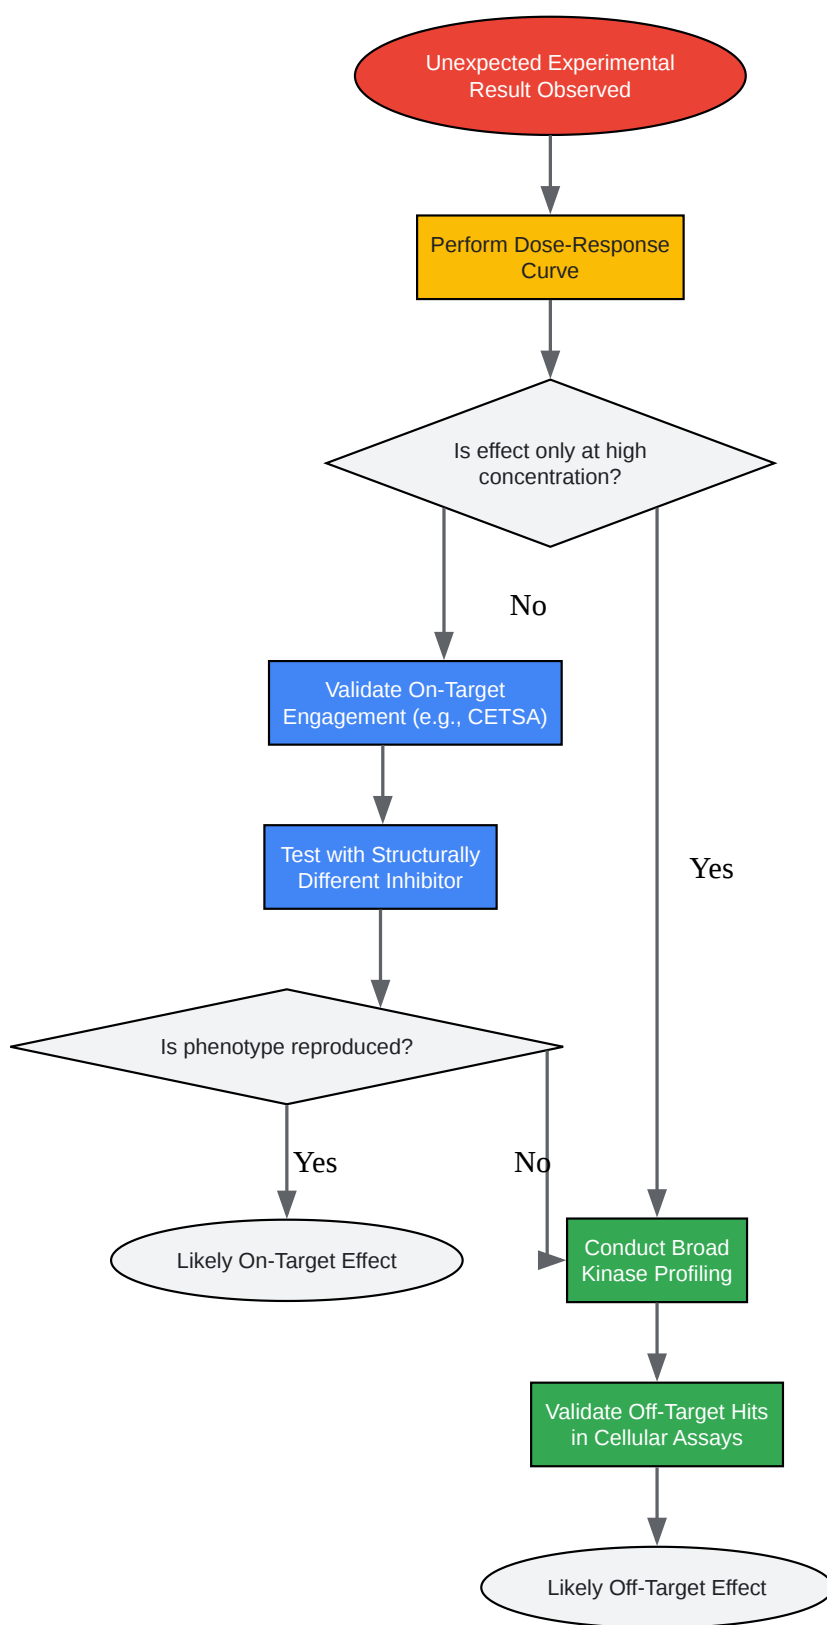 Unexpected Experimental
Result Observed
Perform Dose-Response
Curve
Is effect only at high
concentration?
No
Validate On-Target
Engagement (e.g., CETSA)
Test with Structurally
Different Inhibitor
Yes
Is phenotype reproduced?
Yes
No
Likely On-Target Effect
Conduct Broad
Kinase Profiling
Validate Off-Target Hits
in Cellular Assays
Likely Off-Target Effect